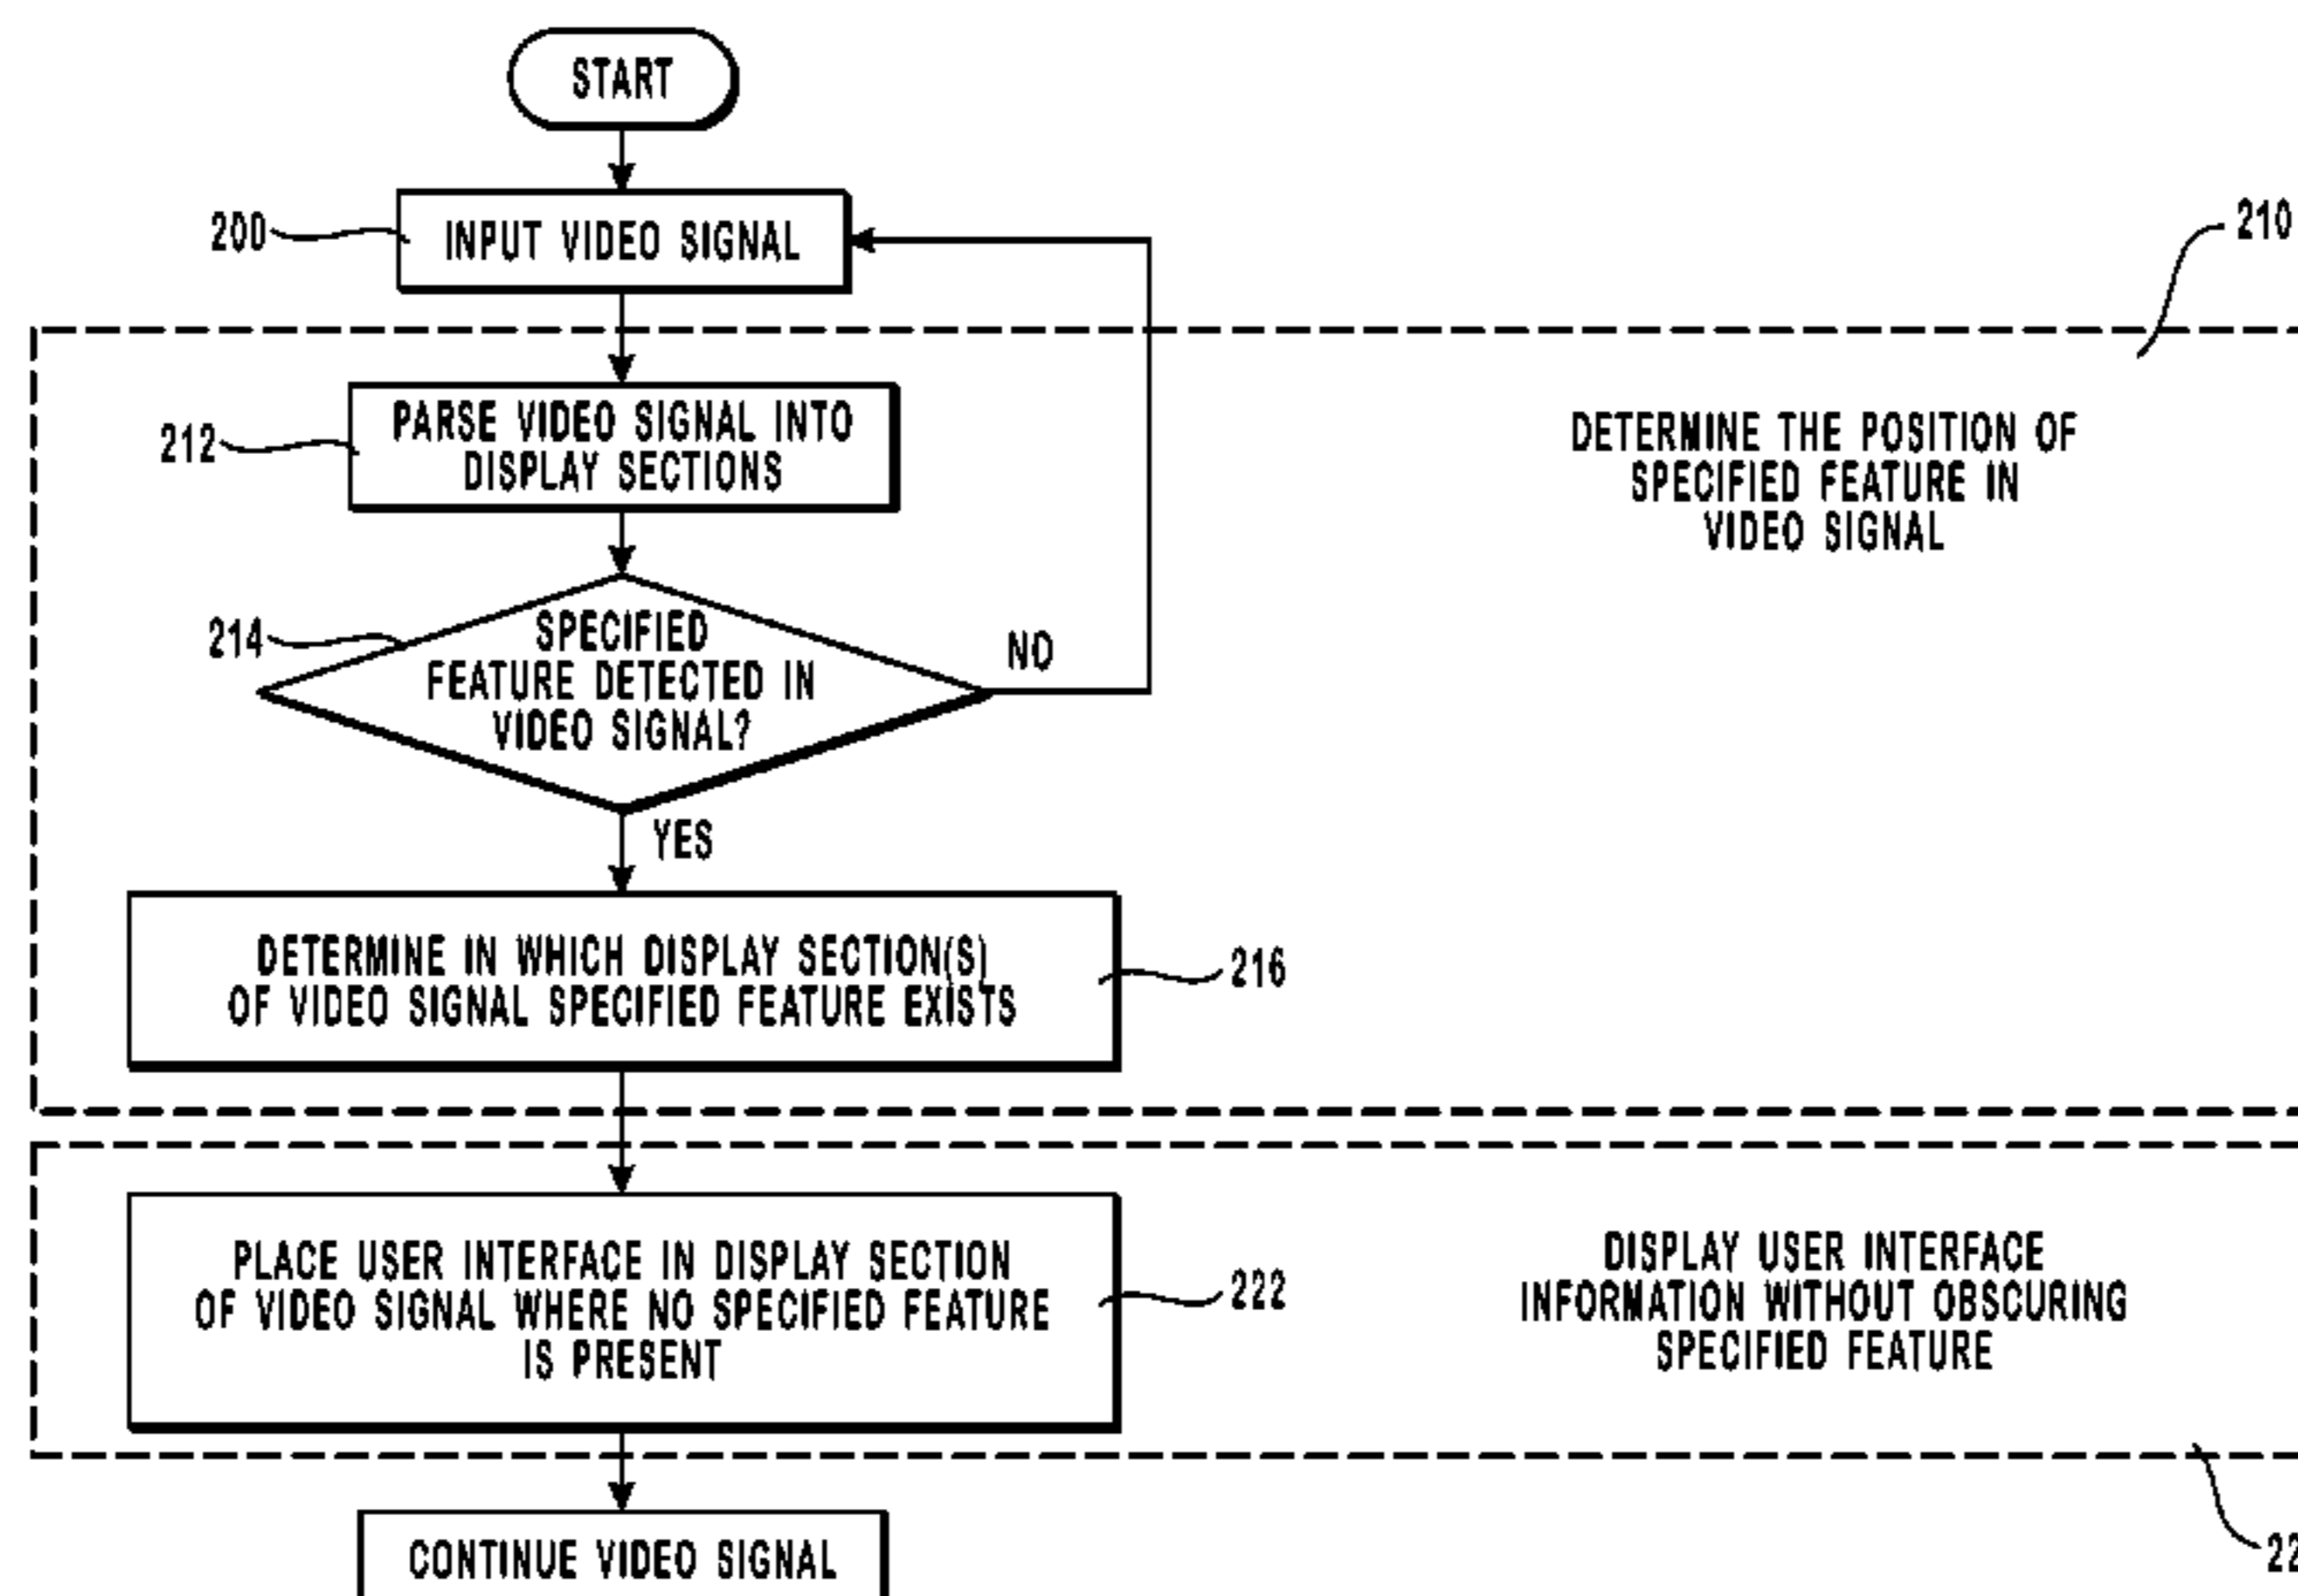 START
200
INPUT VIDEO SIGNAL
210
212
PARSE VIDEO SIGNAL INTO
DISPLAY SECTIONS
DETERMINE THE POSITION OF
SPECIFIED FEATURE IN
VIDEO SIGNAL
214
SPECIFIED
FEATURE DETECTED IN
VIDEO SIGNAL?
NO
YES
DETERMINE IN WHICH DISPLAY SECTION(S)
OF VIDEO SIGNAL SPECIFIED FEATURE EXISTS
216
PLACE USER INTERFACE IN DISPLAY SECTION
OF VIDEO SIGNAL WHERE NO SPECIFIED FEATURE
IS PRESENT
222
DISPLAY USER INTERFACE
INFORMATION WITHOUT OBSCURING
SPECIFIED FEATURE
CONTINUE VIDEO SIGNAL